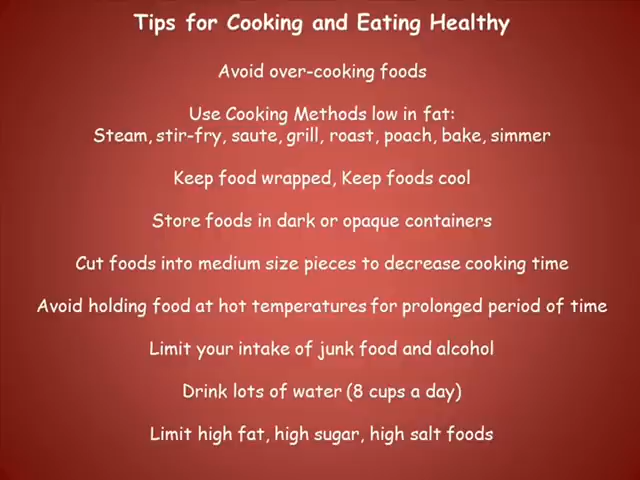 Tips for Cooking and Eating Healthy
Avoid over-cooking foods
Use Cooking Methods low in fat:
Steam, stir-fry, saute, grill, roast, poach, bake, simmer
Keep food wrapped, Keep foods cool
Store foods in dark or opaque containers
Cut foods into medium size pieces to decrease cooking time
Avoid holding food at hot temperatures for prolonged period of time
Limit your intake of junk food and alcohol
Drink lots of water (8 cups a day)
Limit high fat, high sugar, high salt foods